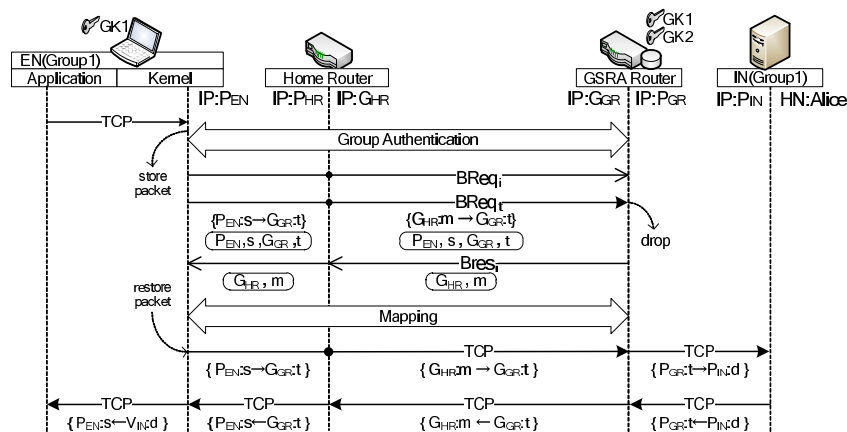 GK1
GK1
GK2
EN(Group1)
Application Kernel
Home Router
GSRA Router
IN(Group1)
IP:PEN
IP:PHR IP:GHR
IP:GGR IP:PGR
IP:PIN HN:Alice
TCP
Group Authentication
store
packet
BReqi
BReqt
{PEN:s→GGR:t}
{GHR:m → GGR:t}
PEN, s ,GGR , t
PEN, s , GGR , t
drop
Bresi
GHR , m
GHR , m
restore
packet
Mapping
TCP
TCP
TCP
{ PEN:s→GGR:t }
{ GHR:m → GGR:t }
{ PGR:t→PIN:d }
TCP
TCP
TCP
TCP
{ PEN:s←VIN:d }
{ PEN:s←GGR:t }
{ GHR:m ← GGR:t }
{ PGR:t←PIN:d }